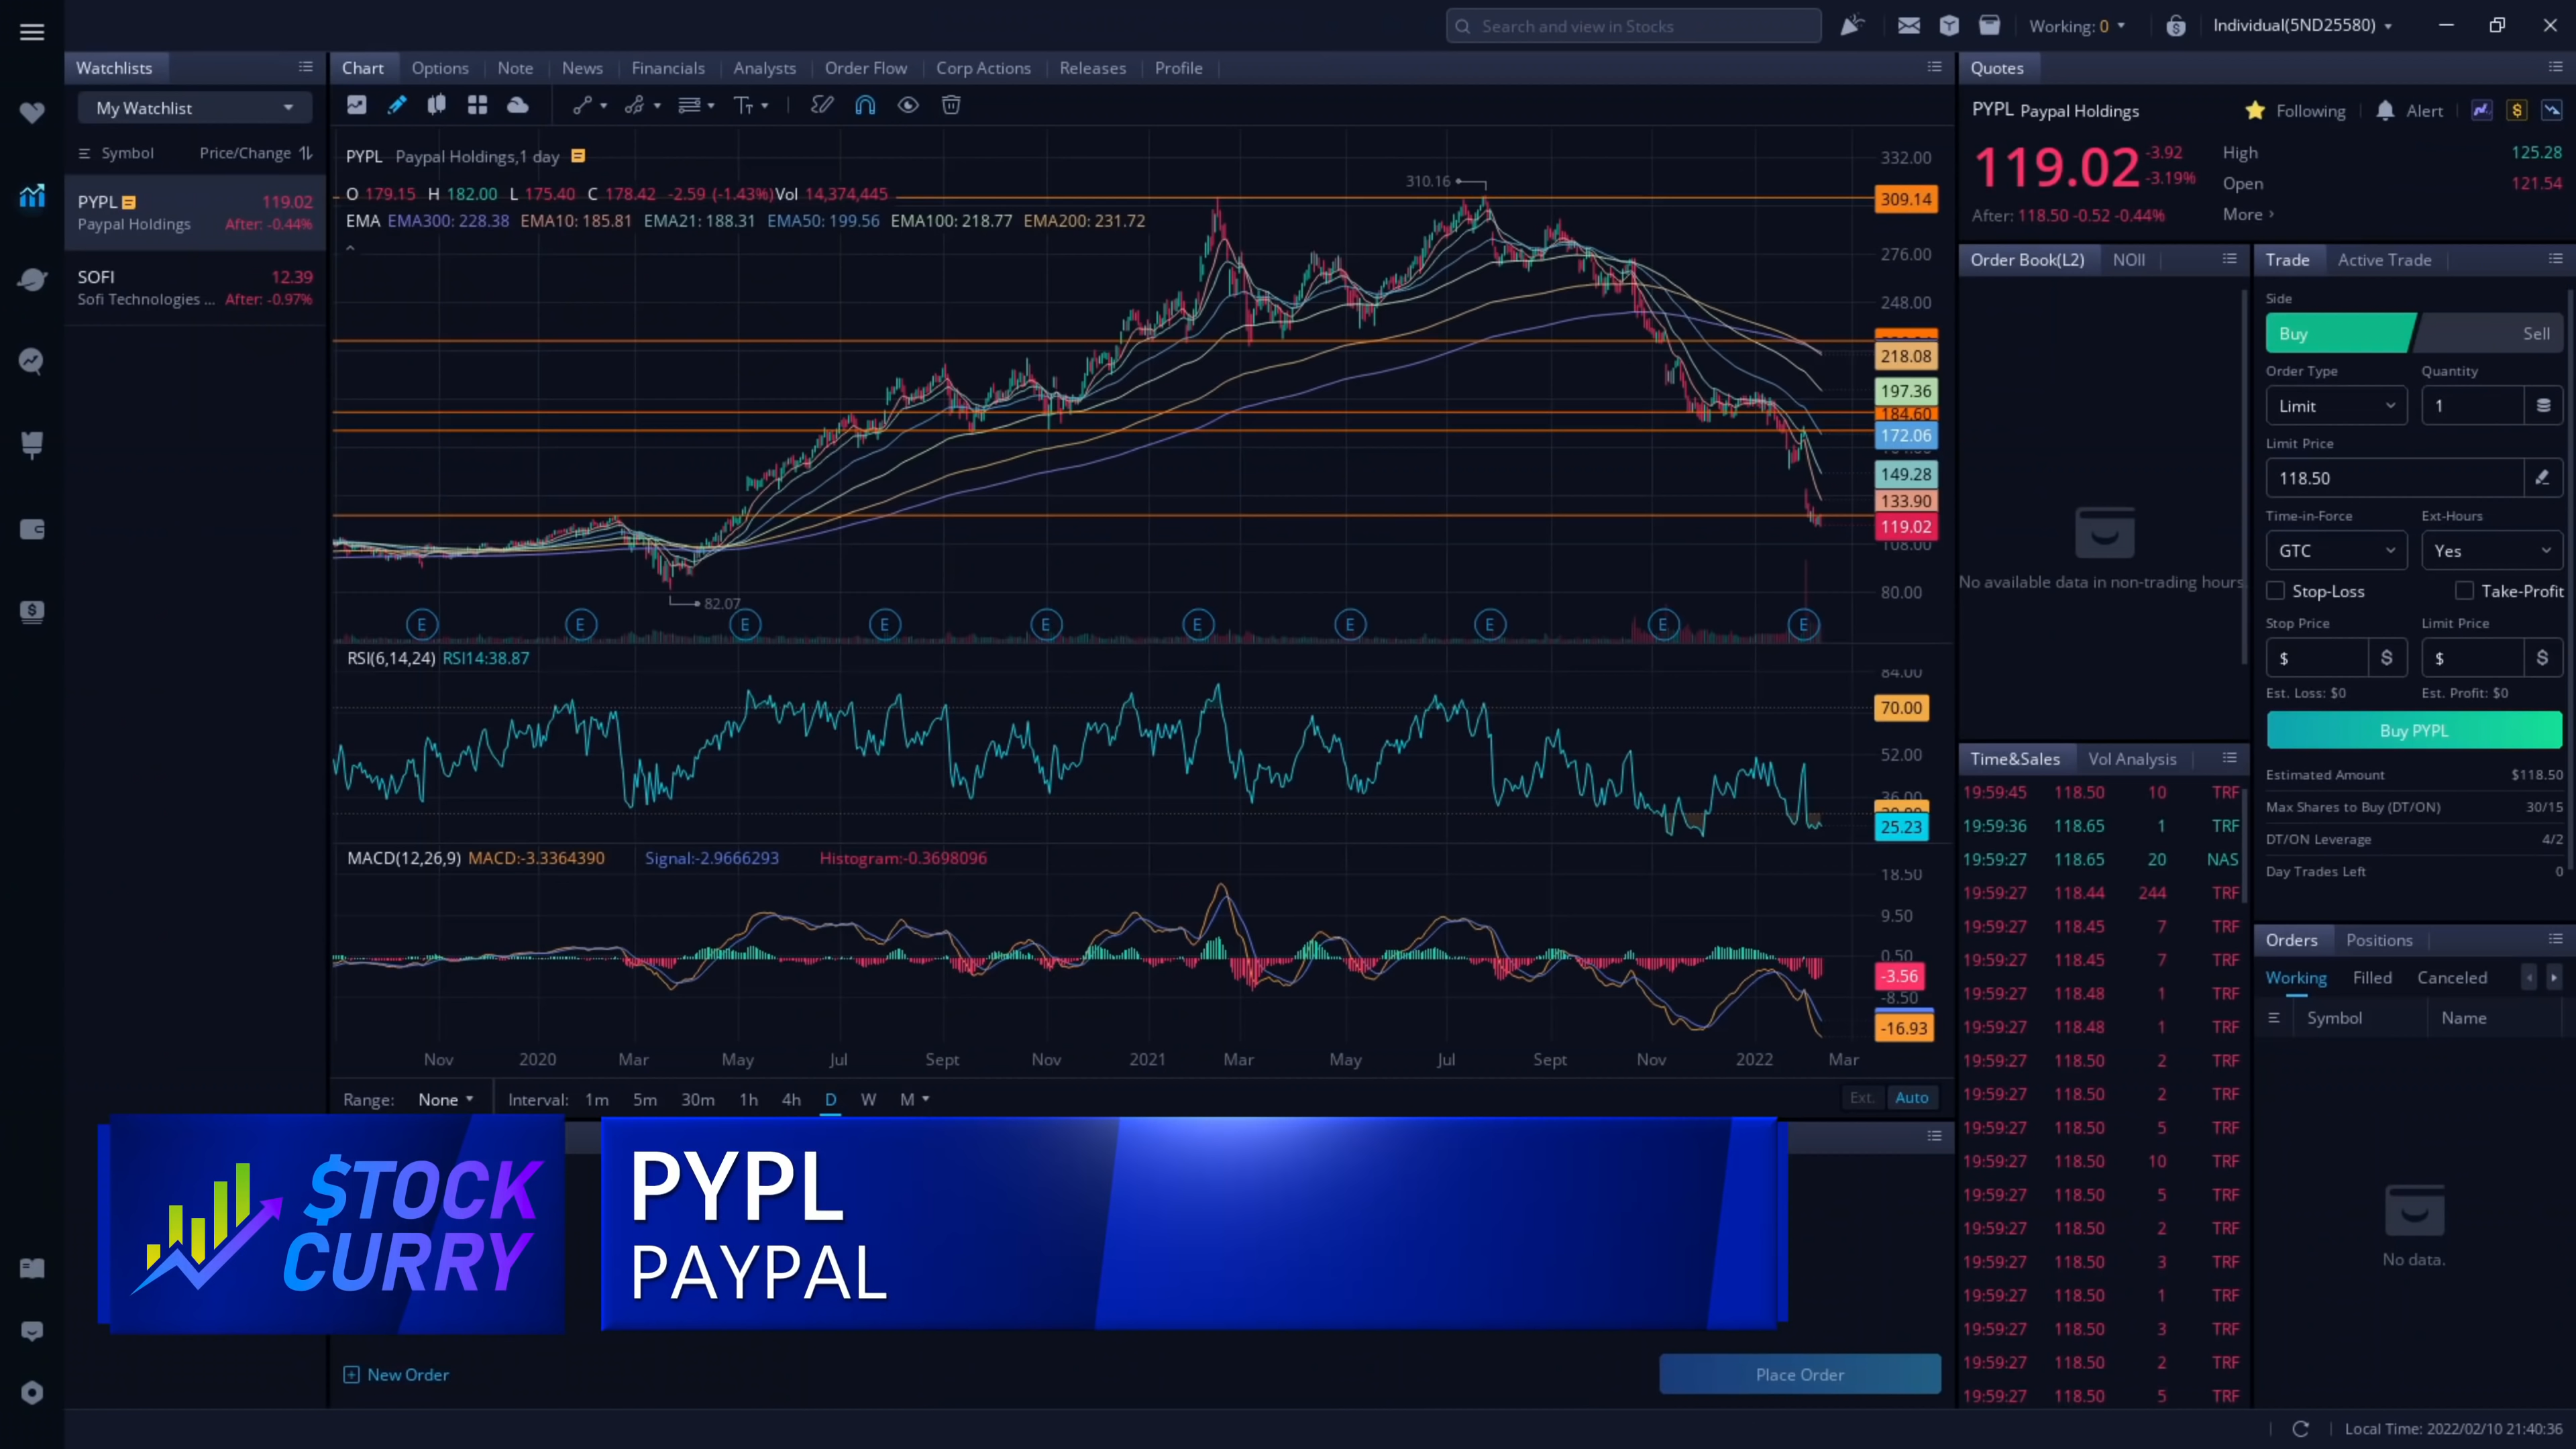 Search and view in Stocks
Working: 0
Individual(5ND25580)
Watchlists
My Watchlist
Symbol Price/Change
PYPL 119.02
Paypal Holdings After: -0.44%
SOFI 12.39
Sofi Technologies ... After: -0.97%
Chart Options Note News Financials Analysts Order Flow Corp Actions Releases Profile
PYPL Paypal Holdings,1 day
O 179.15 H 182.00 L 175.40 C 178.42 -2.59 (-1.43%) Vol 14,374,445
EMA EMA300: 228.38 EMA10: 185.81 EMA21: 188.31 EMA50: 199.56 EMA100: 218.77 EMA200: 231.72
310.16
82.07
332.00
309.14
276.00
248.00
218.08
197.36
184.60
172.06
149.28
133.90
119.02
108.00
80.00
E E E E E E E E E E
RSI(6,14,24) RSI14:38.87
84.00
70.00
52.00
36.00
25.23
MACD(12,26,9) MACD:-3.3364390 Signal:-2.9666293 Histogram:-0.3698096
18.50
9.50
0.50
-3.56
-8.50
-16.93
Nov 2020 Mar May Jul Sept Nov 2021 Mar May Jul Sept Nov 2022 Mar
Range: None Interval: 1m 5m 30m 1h 4h D W M
Ext. Auto
$TOCK
CURRY
PYPL
PAYPAL
New Order
Place Order
Quotes
PYPL Paypal Holdings Following Alert
119.02 -3.92
-3.19%
After: 118.50 -0.52 -0.44%
High 125.28
Open 121.54
More
Order Book(L2) NOII
No available data in non-trading hours
Trade Active Trade
Side
Buy Sell
Order Type Quantity
Limit 1
Limit Price
118.50
Time-in-Force Ext-Hours
GTC Yes
Stop-Loss Take-Profit
Stop Price Limit Price
$ $ $ $
Est. Loss: $0 Est. Profit: $0
Buy PYPL
Estimated Amount $118.50
Max Shares to Buy (DT/ON) 30/15
DT/ON Leverage 4/2
Day Trades Left 0
Time&Sales Vol Analysis
19:59:45 118.50 10 TRF
19:59:36 118.65 1 TRF
19:59:27 118.65 20 NAS
19:59:27 118.44 244 TRF
19:59:27 118.45 7 TRF
19:59:27 118.45 7 TRF
19:59:27 118.48 1 TRF
19:59:27 118.48 1 TRF
19:59:27 118.50 2 TRF
19:59:27 118.50 2 TRF
19:59:27 118.50 5 TRF
19:59:27 118.50 10 TRF
19:59:27 118.50 5 TRF
19:59:27 118.50 2 TRF
19:59:27 118.50 3 TRF
19:59:27 118.50 1 TRF
19:59:27 118.50 3 TRF
19:59:27 118.50 2 TRF
19:59:27 118.50 5 TRF
Orders Positions
Working Filled Canceled
Symbol Name
No data.
Local Time: 2022/02/10 21:40:36